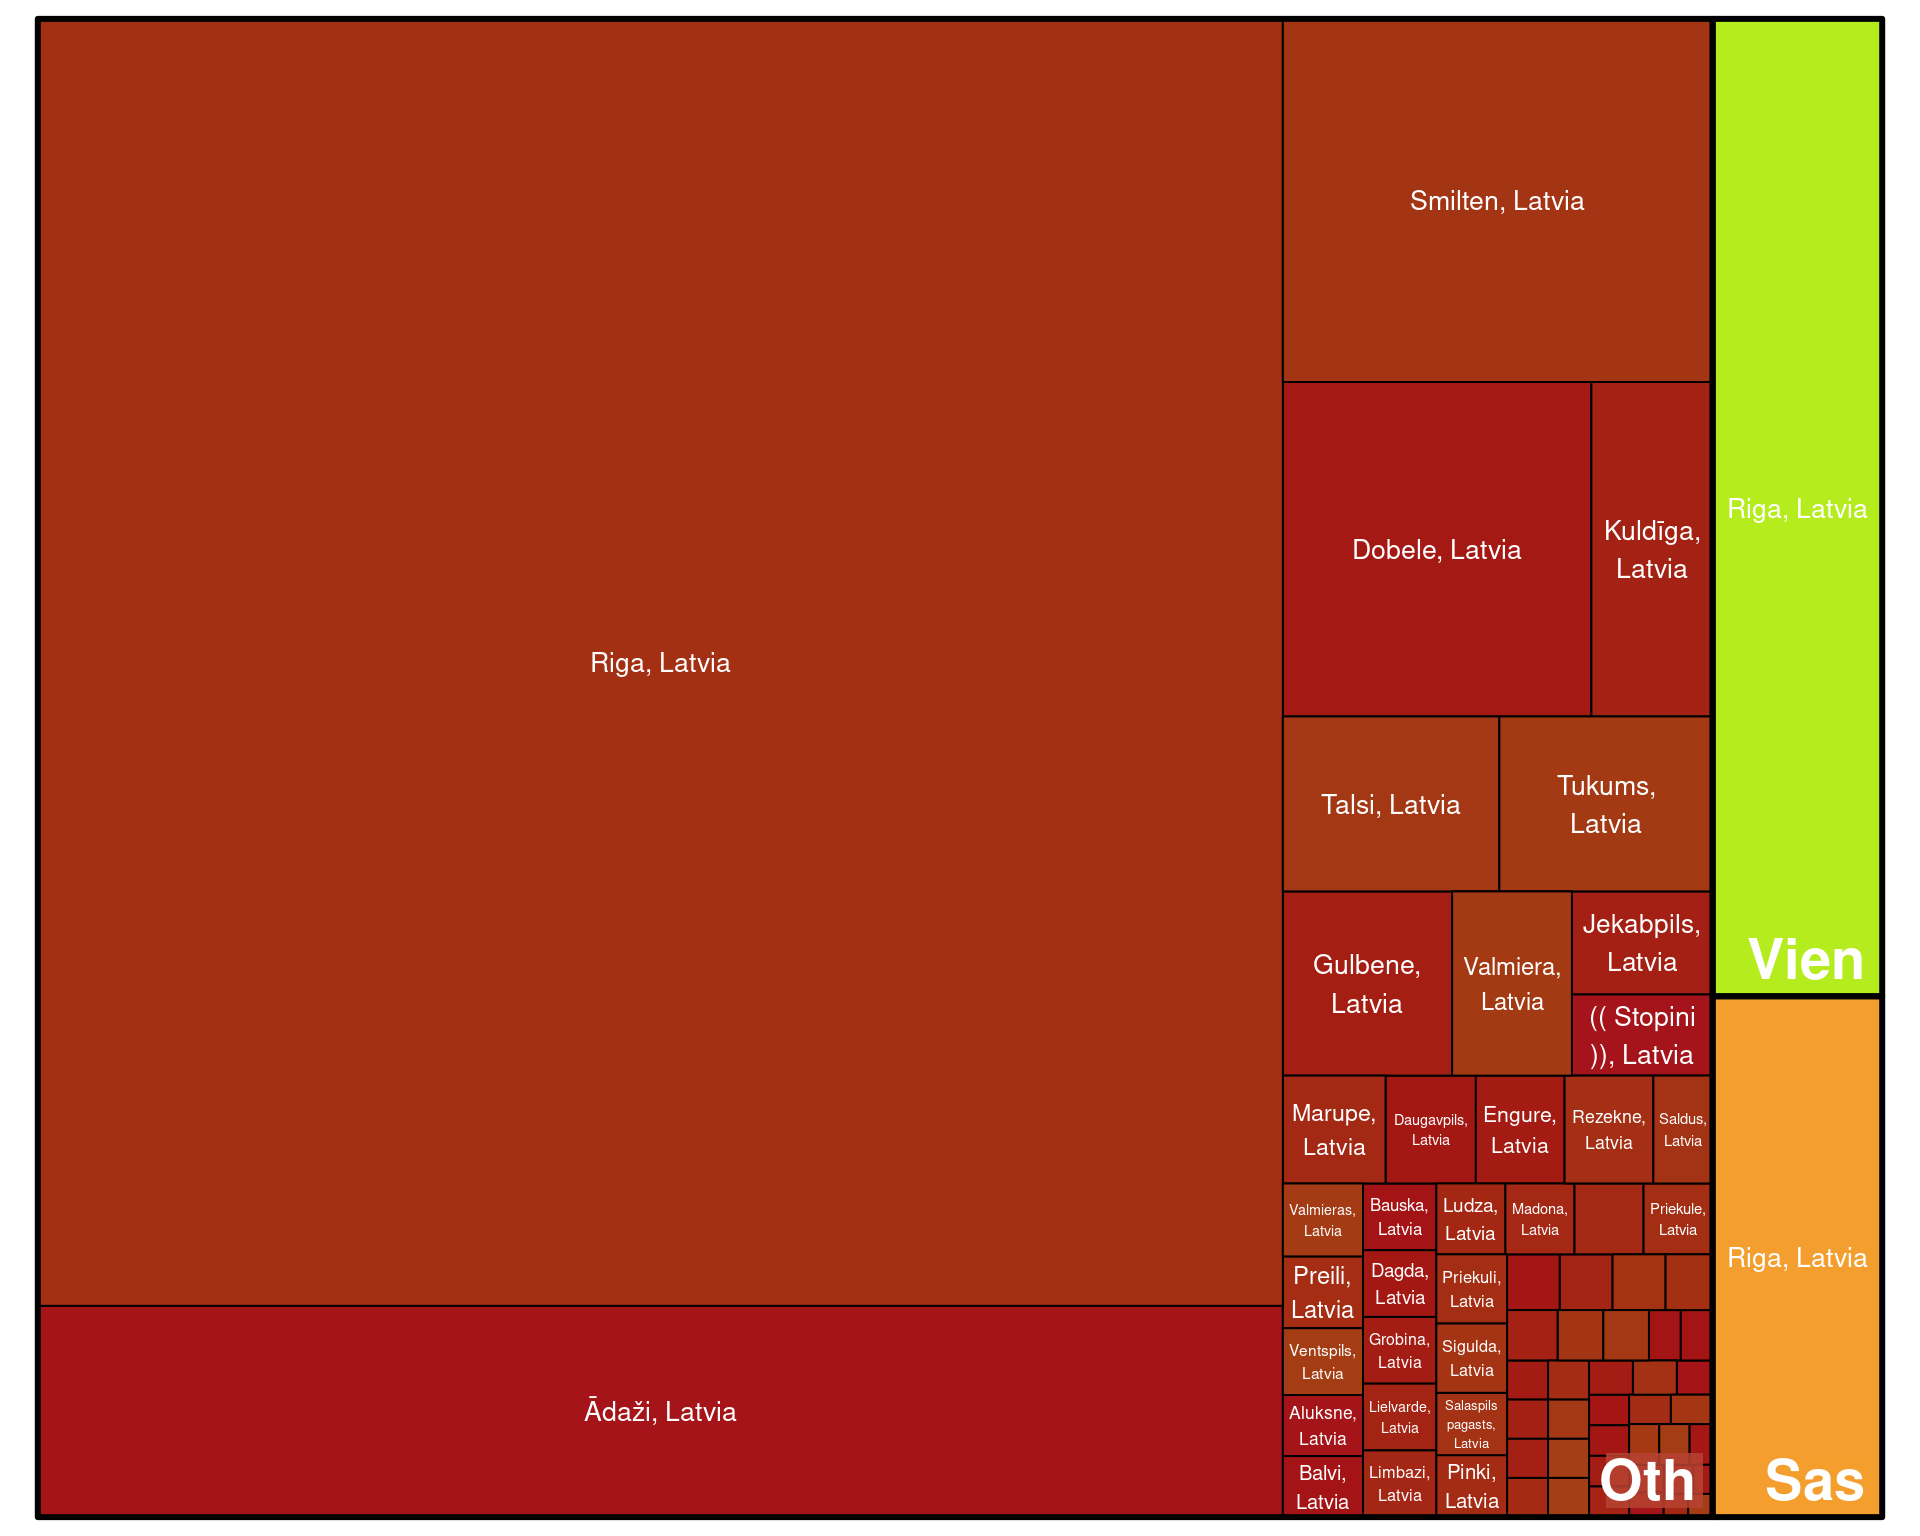 Riga, Latvia
Ādaži, Latvia
Smilten, Latvia
Dobele, Latvia
Kuldīga,
Latvia
Talsi, Latvia
Tukums,
Latvia
Gulbene,
Latvia
Valmiera,
Latvia
Jekabpils,
Latvia
(( Stopini
)), Latvia
Marupe,
Latvia
Daugavpils,
Latvia
Engure,
Latvia
Rezekne,
Latvia
Saldus,
Latvia
Valmieras,
Latvia
Preili,
Latvia
Ventspils,
Latvia
Aluksne,
Latvia
Balvi,
Latvia
Bauska,
Latvia
Dagda,
Latvia
Grobina,
Latvia
Lielvarde,
Latvia
Limbazi,
Latvia
Ludza,
Latvia
Madona,
Latvia
Priekule,
Latvia
Priekuli,
Latvia
Sigulda,
Latvia
Salaspils
pagasts,
Latvia
Pinki,
Latvia
Oth
Riga, Latvia
Vien
Riga, Latvia
Sas